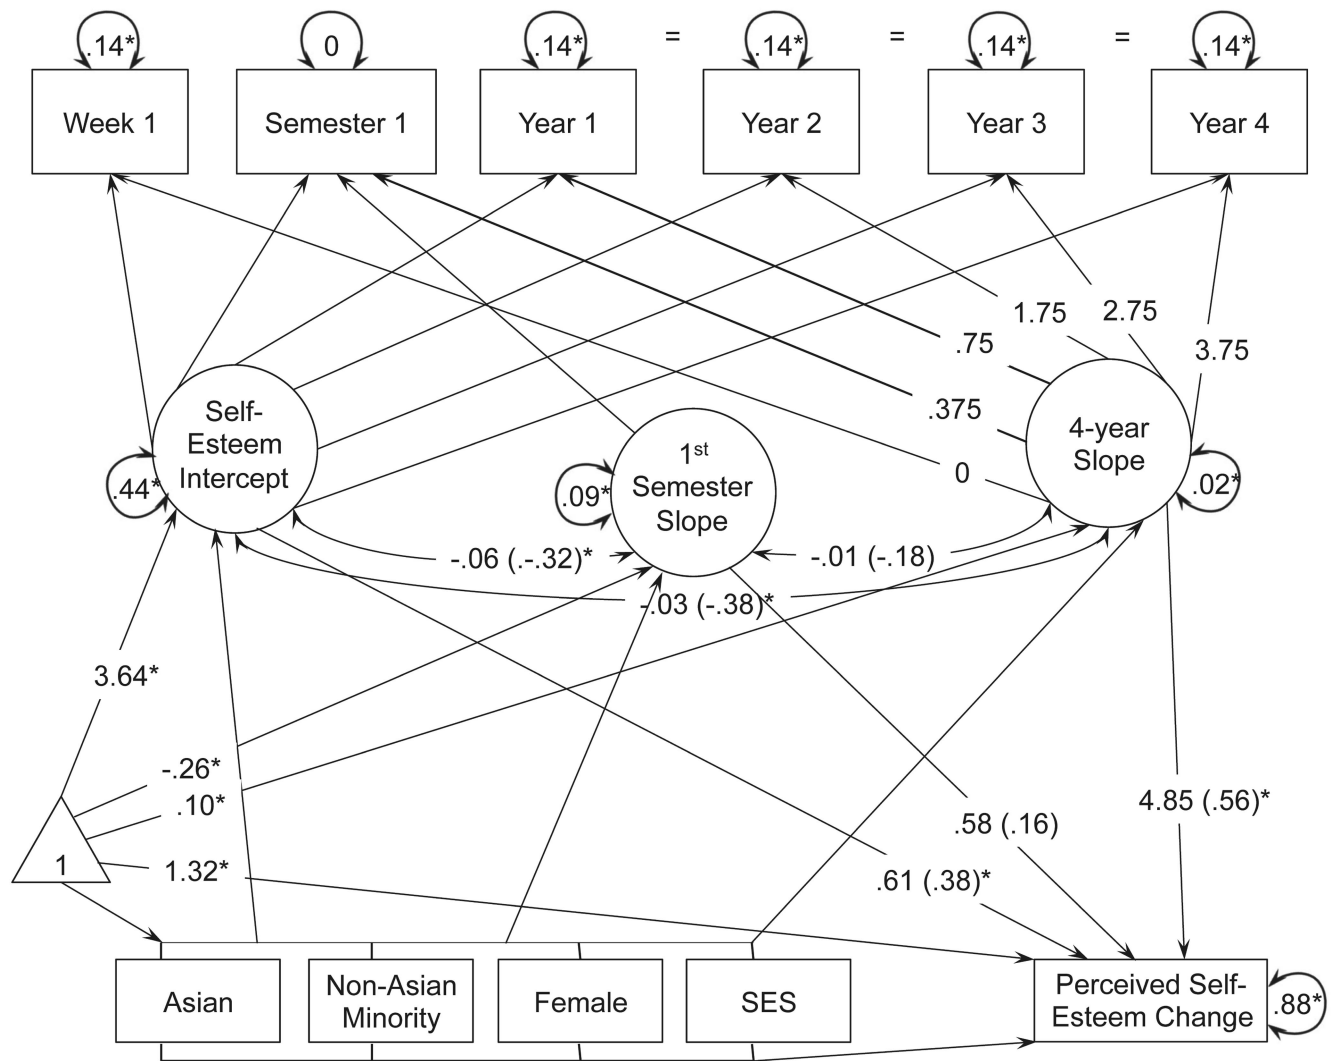 .14* 0 .14* = .14* = .14* = .14*
Week 1 Semester 1 Year 1 Year 2 Year 3 Year 4
1.75 2.75
.75 3.75
.375
0
Self-
Esteem
Intercept
.44*
1st
Semester
Slope
.09*
4-year
Slope
.02*
-.06 (.-.32)* -.01 (-.18)
-.03 (-.38)*
3.64*
-.26*
.10*
1.32*
1
4.85 (.56)*
.58 (.16)
.61 (.38)*
Asian
Non-Asian
Minority
Female
SES
Perceived Self-
Esteem Change
.88*